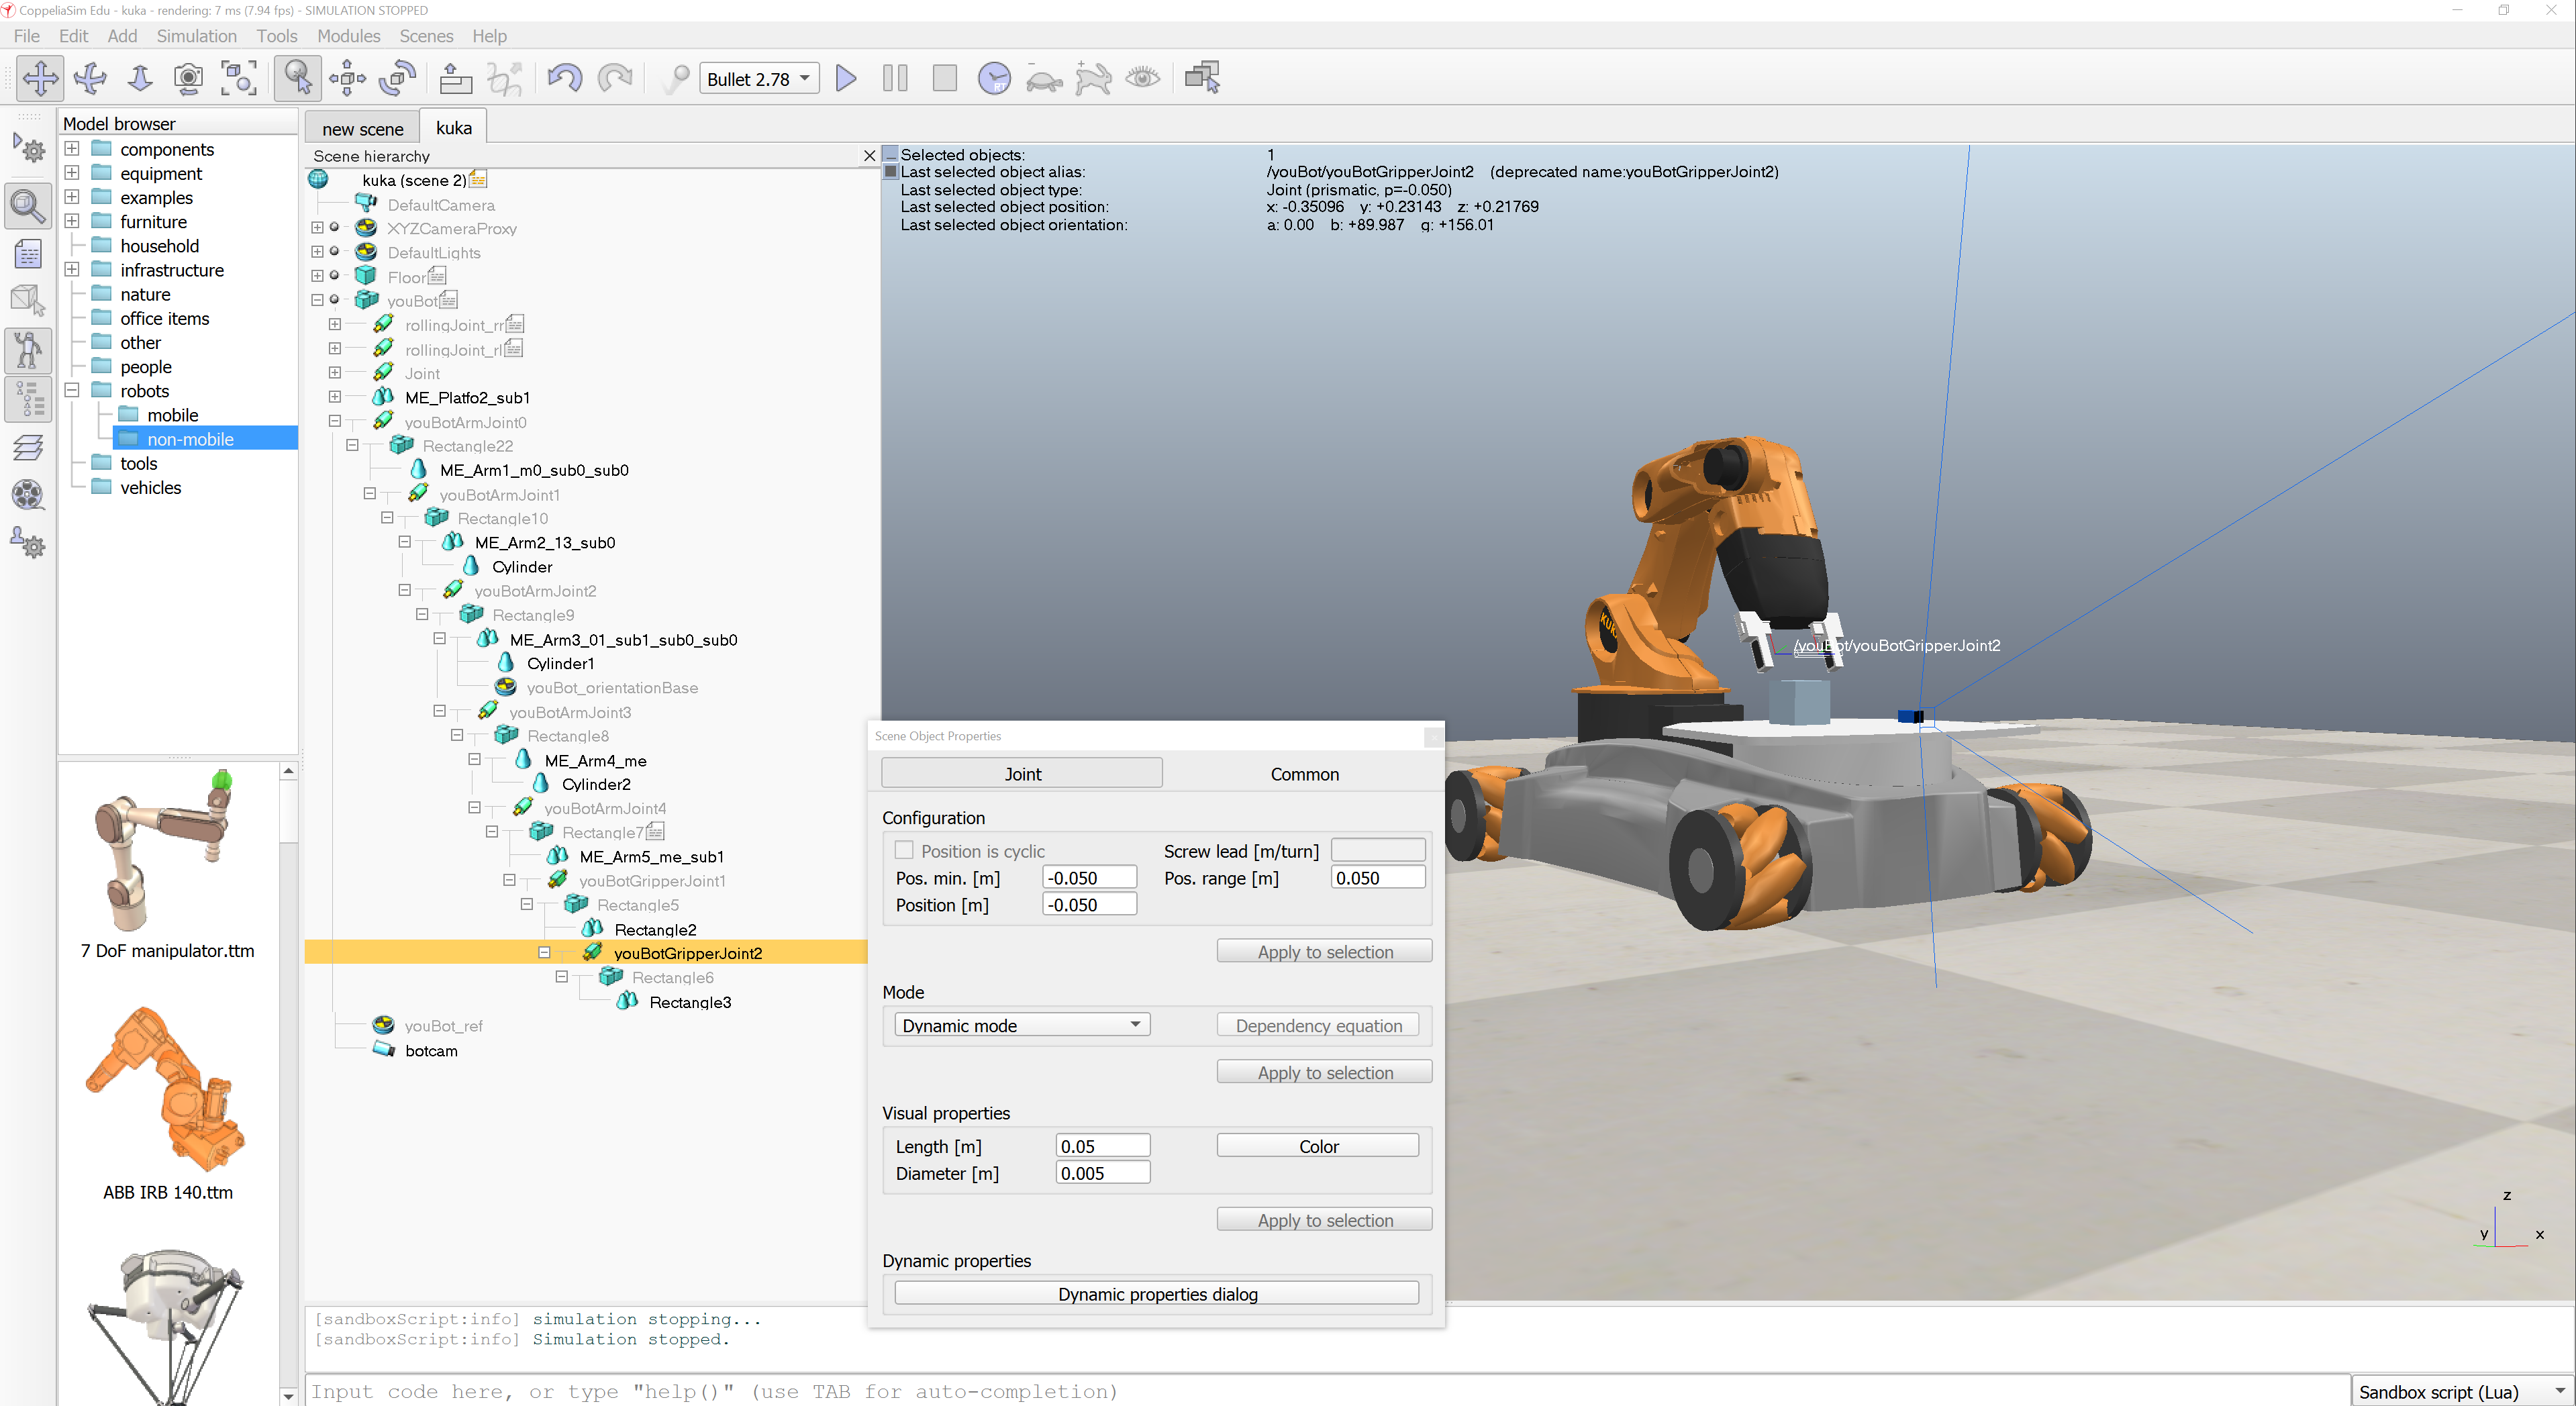 CoppeliaSim Edu - kuka - rendering: 7 ms (7.94 fps) - SIMULATION STOPPED
File Edit Add Simulation Tools Modules Scenes Help
Bullet 2.78
RT
Model browser
components
equipment
examples
furniture
household
infrastructure
nature
office items
other
people
robots
mobile
non-mobile
tools
vehicles
7 DoF manipulator.ttm
ABB IRB 140.ttm
new scene
kuka
Scene hierarchy
kuka (scene 2)
DefaultCamera
XYZCameraProxy
DefaultLights
Floor
youBot
rollingJoint_rr
rollingJoint_rl
Joint
ME_Platfo2_sub1
youBotArmJoint0
Rectangle22
ME_Arm1_m0_sub0_sub0
youBotArmJoint1
Rectangle10
ME_Arm2_13_sub0
Cylinder
youBotArmJoint2
Rectangle9
ME_Arm3_01_sub1_sub0_sub0
Cylinder1
youBot_orientationBase
youBotArmJoint3
Rectangle8
ME_Arm4_me
Cylinder2
youBotArmJoint4
Rectangle7
ME_Arm5_me_sub1
youBotGripperJoint1
Rectangle5
Rectangle2
youBotGripperJoint2
Rectangle6
Rectangle3
youBot_ref
botcam
Selected objects: 1
Last selected object alias: /youBot/youBotGripperJoint2 (deprecated name:youBotGripperJoint2)
Last selected object type: Joint (prismatic, p=-0.050)
Last selected object position: x: -0.35096 y: +0.23143 z: +0.21769
Last selected object orientation: a: 0.00 b: +89.987 g: +156.01
/youBot/youBotGripperJoint2
z
y
x
Scene Object Properties
Joint
Common
Configuration
Position is cyclic
Screw lead [m/turn]
Pos. min. [m] -0.050
Pos. range [m] 0.050
Position [m] -0.050
Apply to selection
Mode
Dynamic mode
Dependency equation
Apply to selection
Visual properties
Length [m] 0.05
Color
Diameter [m] 0.005
Apply to selection
Dynamic properties
Dynamic properties dialog
[sandboxScript:info] simulation stopping...
[sandboxScript:info] Simulation stopped.
Input code here, or type "help()" (use TAB for auto-completion)
Sandbox script (Lua)